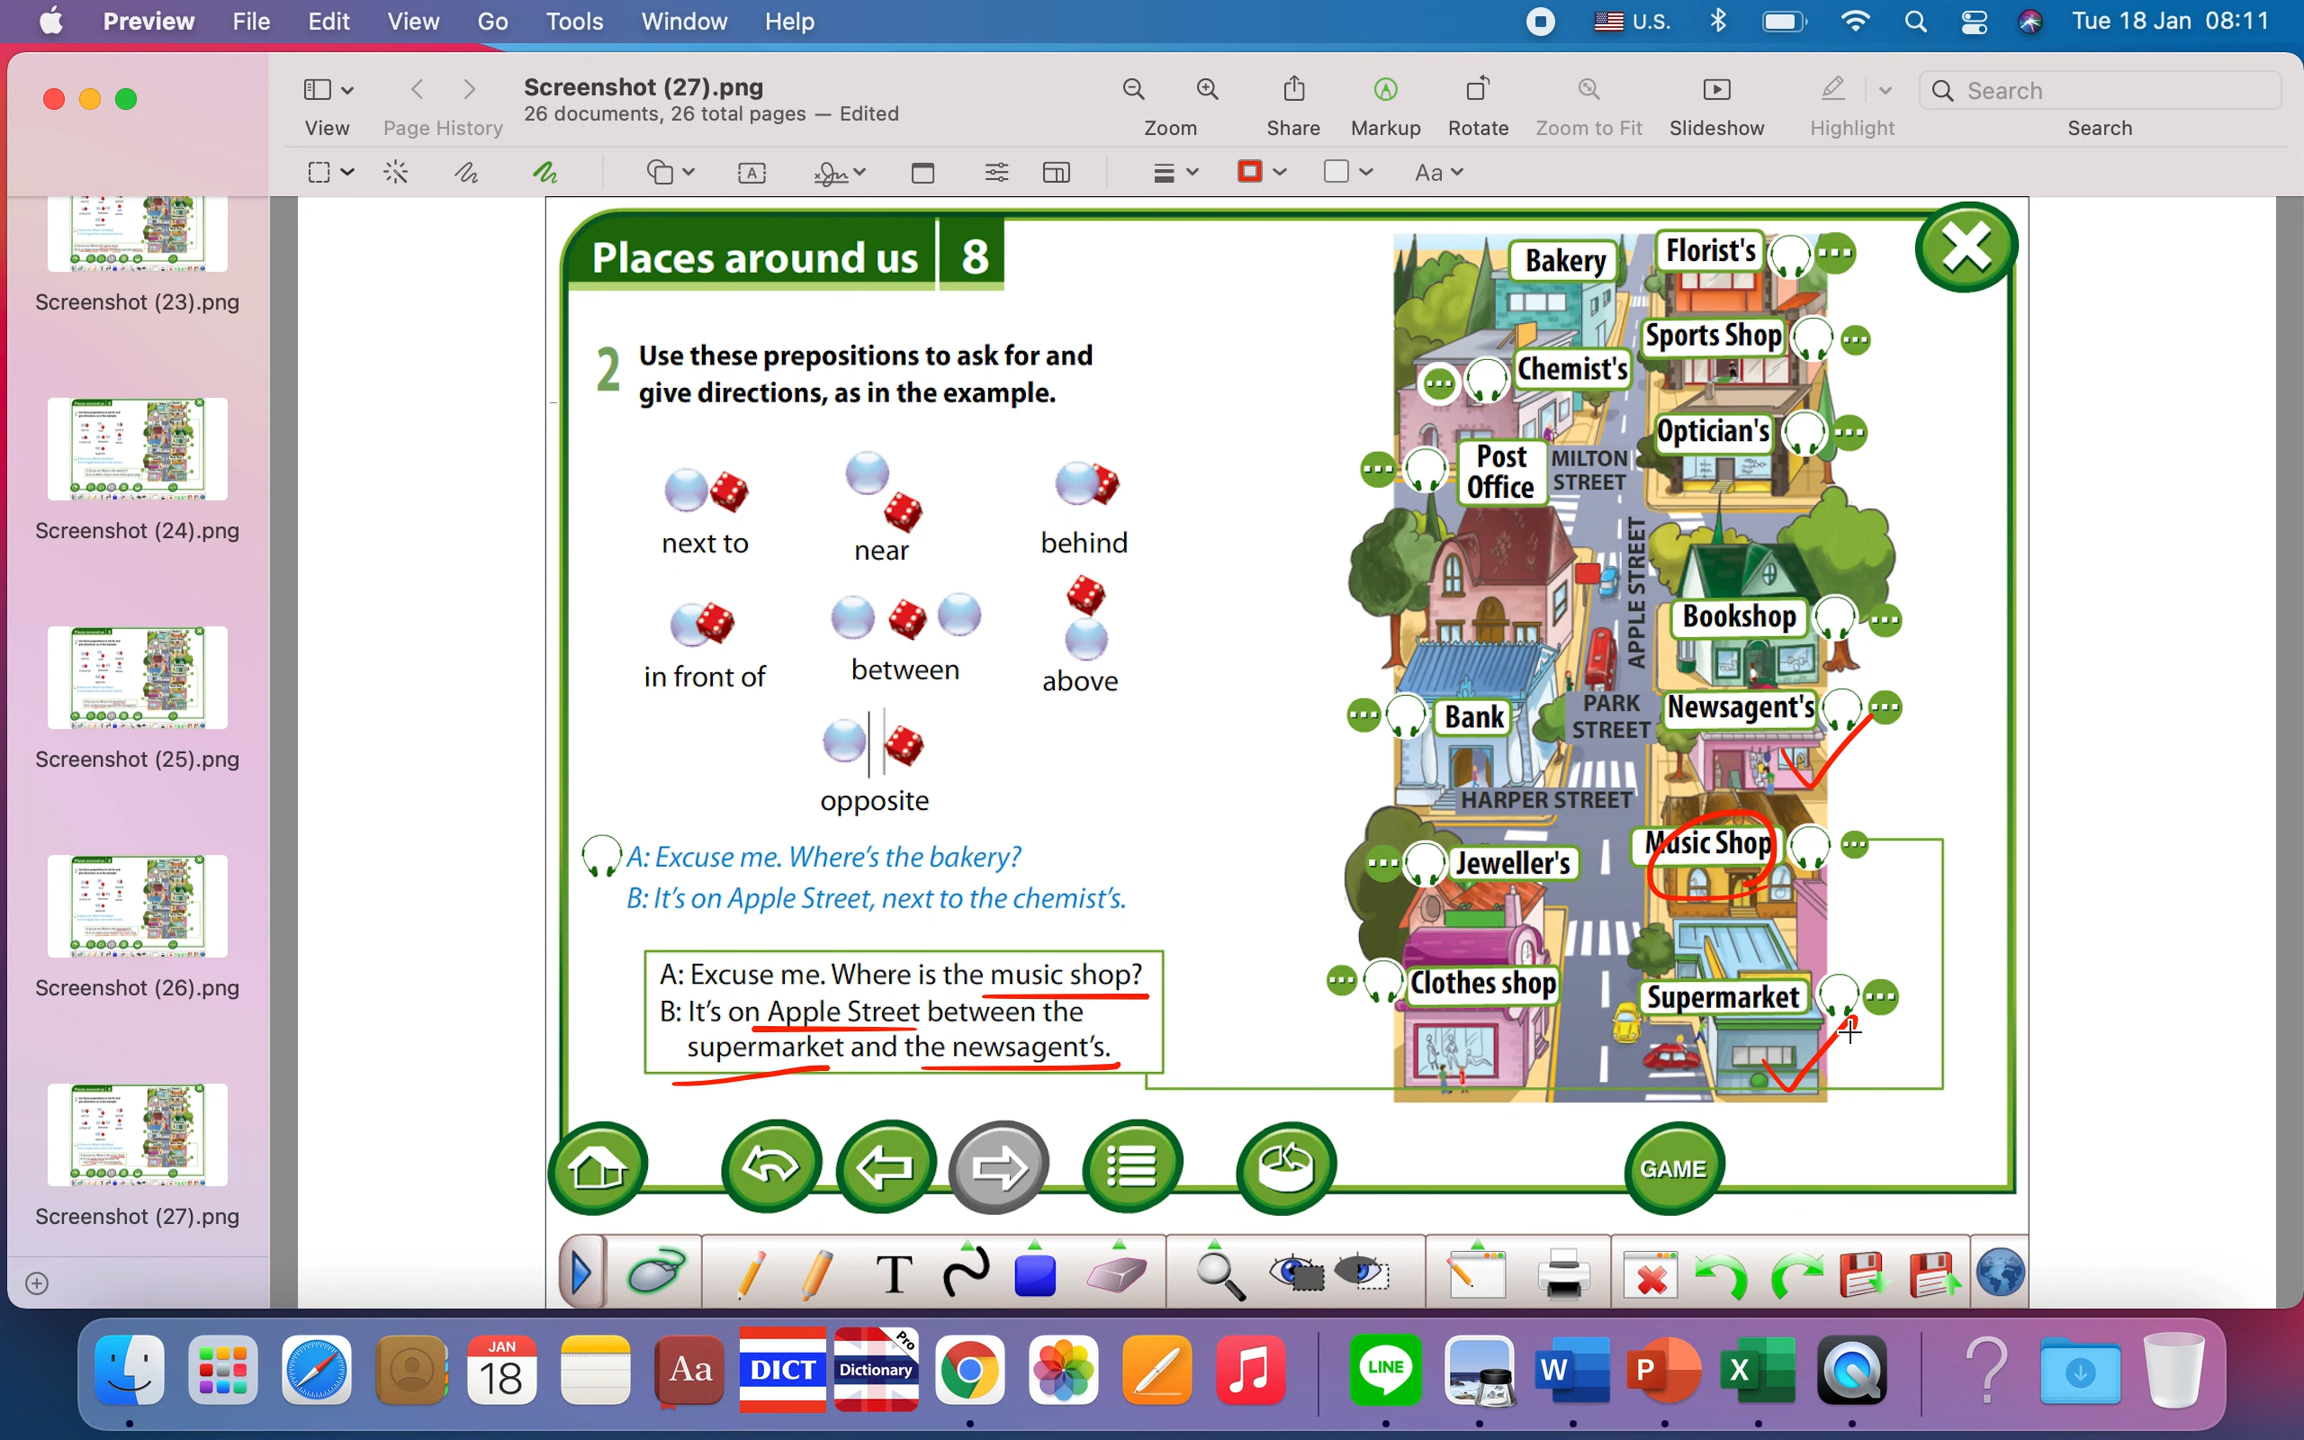 Preview File Edit View Go Tools Window Help U.S. Tue 18 Jan 08:11
Screenshot (27).png
26 documents, 26 total pages — Edited
View Page History Zoom Share Markup Rotate Zoom to Fit Slideshow Highlight Search
Search
A Aa
Screenshot (23).png
Screenshot (24).png
Screenshot (25).png
Screenshot (26).png
Screenshot (27).png
Places around us 8
2 Use these prepositions to ask for and
give directions, as in the example.
next to
near
behind
in front of
between
above
opposite
A: Excuse me. Where's the bakery?
B: It's on Apple Street, next to the chemist's.
A: Excuse me. Where is the music shop?
B: It's on Apple Street between the
supermarket and the newsagent's.
Bakery
Florist's
Sports Shop
Chemist's
Optician's
Post
Office
MILTON
STREET
APPLE STREET
Bookshop
Newsagent's
Bank
PARK
STREET
HARPER STREET
Music Shop
Jeweller's
Clothes shop
Supermarket
GAME
T
JAN
18
Aa
DICT
Pro
Dictionary
LINE
W
P
X
?